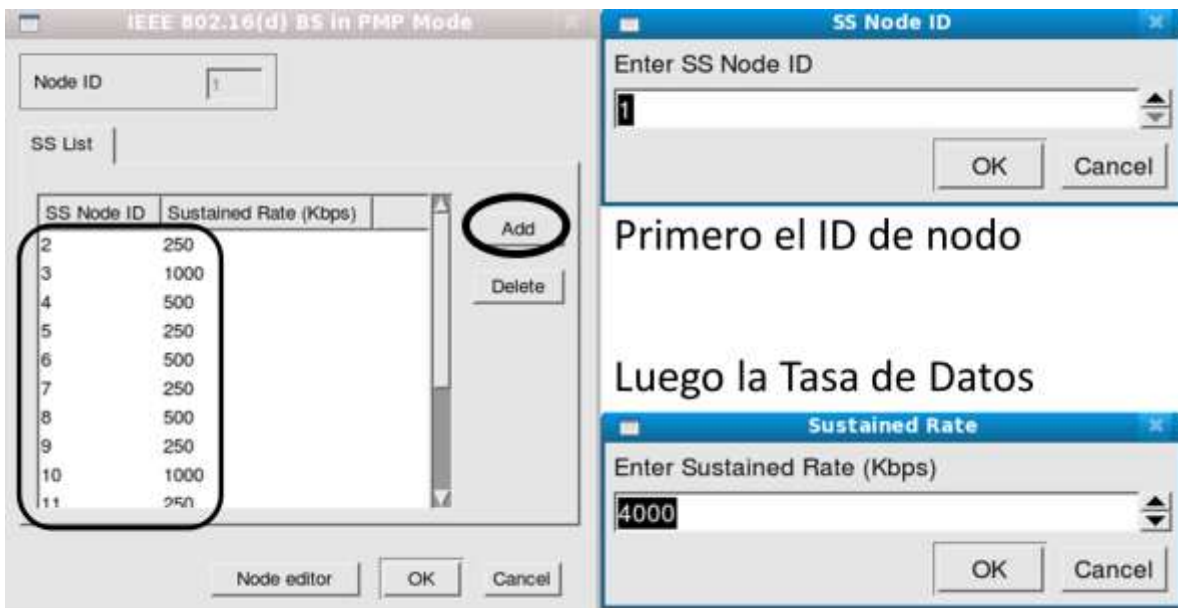 IEEE 802.16(d) BS in PMP Mode
Node ID
1
SS List
SS Node ID Sustained Rate (Kbps)
2 250
3 1000
4 500
5 250
6 500
7 250
8 500
9 250
10 1000
11 250
Add
Delete
Node editor OK Cancel
SS Node ID
Enter SS Node ID
1
OK Cancel
Primero el ID de nodo
Luego la Tasa de Datos
Sustained Rate
Enter Sustained Rate (Kbps)
4000
OK Cancel